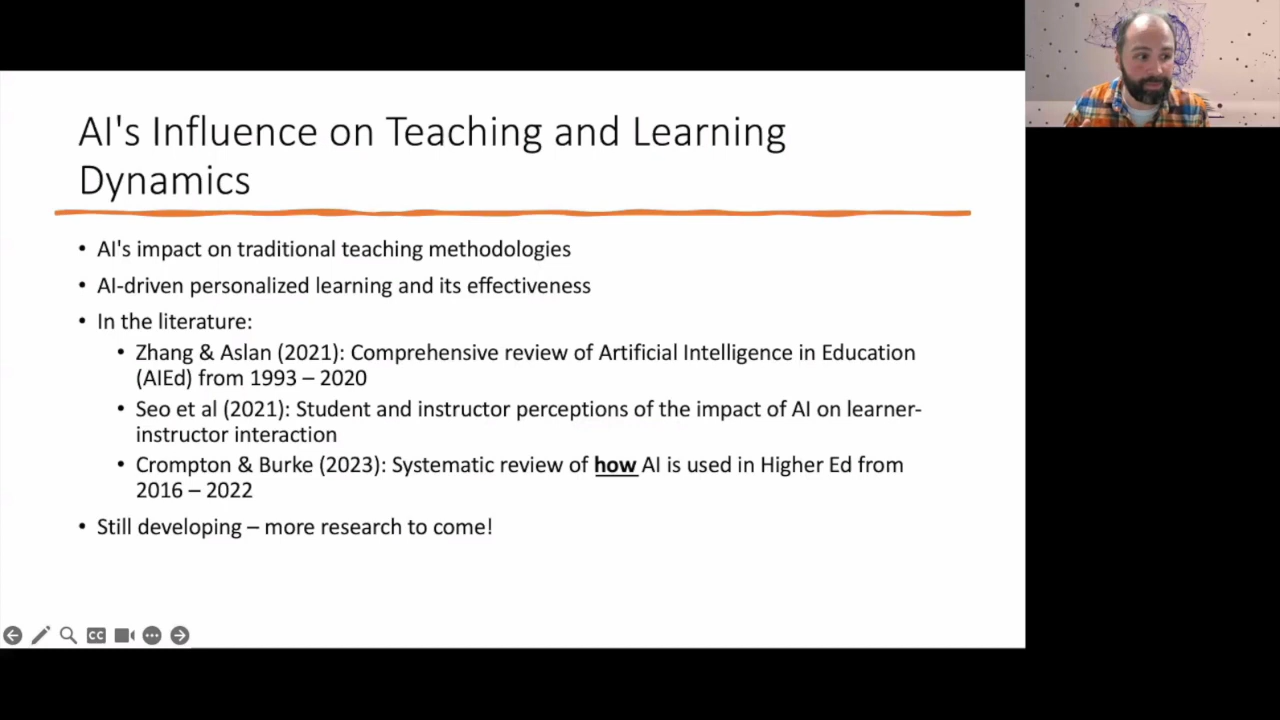 AI's Influence on Teaching and Learning
Dynamics
• AI's impact on traditional teaching methodologies
• AI-driven personalized learning and its effectiveness
• In the literature:
• Zhang & Aslan (2021): Comprehensive review of Artificial Intelligence in Education
(AIEd) from 1993 – 2020
• Seo et al (2021): Student and instructor perceptions of the impact of AI on learner-
instructor interaction
• Crompton & Burke (2023): Systematic review of how AI is used in Higher Ed from
2016 – 2022
• Still developing – more research to come!
CC